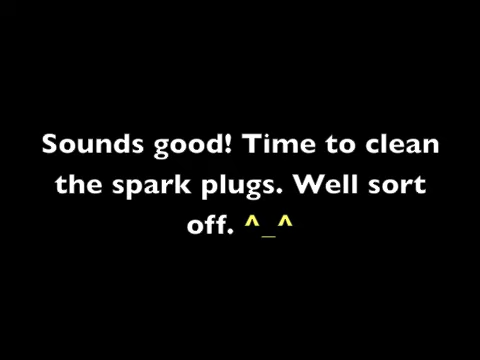 Sounds good! Time to clean
the spark plugs. Well sort
off. ^_^